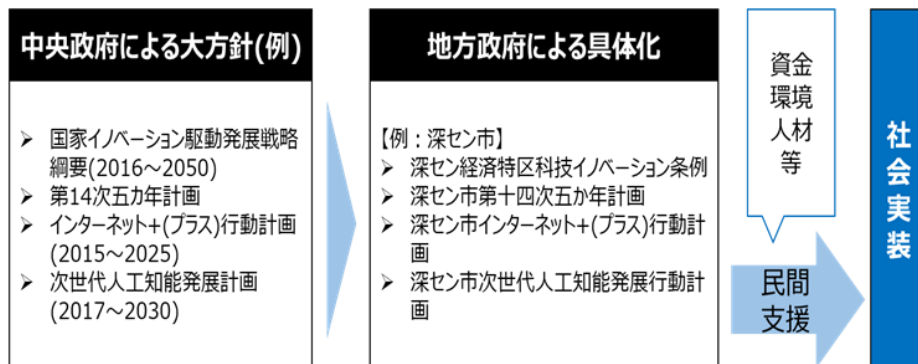 中央政府による大方針(例)
➢ 国家イノベーション駆動発展戦略
綱要(2016～2050)
➢ 第14次五カ年計画
➢ インターネット+(プラス)行動計画
(2015～2025)
➢ 次世代人工知能発展計画
(2017～2030)
地方政府による具体化
【例：深セン市】
➢ 深セン経済特区科技イノベーション条例
➢ 深セン市第十四次五か年計画
➢ 深セン市インターネット+(プラス)行動計
画
➢ 深セン市次世代人工知能発展行動計
画
資金
環境
人材
等
民間
支援
社会実装